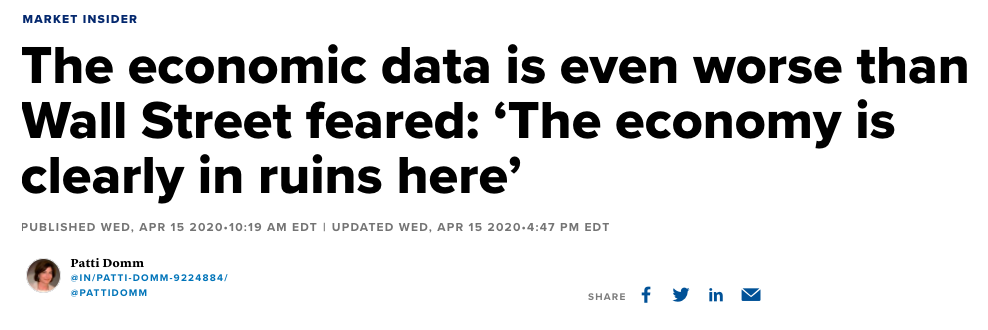 MARKET INSIDER
The economic data is even worse than
Wall Street feared: ‘The economy is
clearly in ruins here’
PUBLISHED WED, APR 15 2020•10:19 AM EDT | UPDATED WED, APR 15 2020•4:47 PM EDT
Patti Domm
@IN/PATTI-DOMM-9224884/
@PATTIDOMM
SHARE